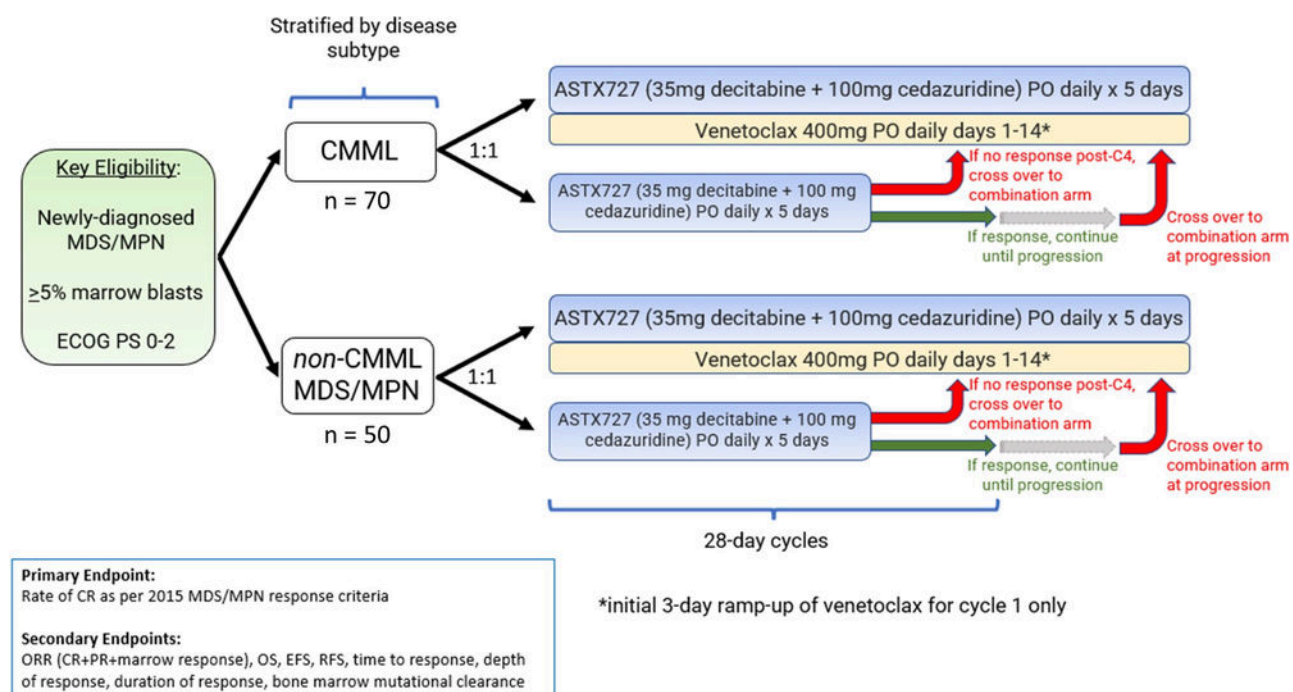 Stratified by disease
subtype
Key Eligibility:
Newly-diagnosed
MDS/MPN
≥5% marrow blasts
ECOG PS 0-2
CMML
n = 70
1:1
ASTX727 (35mg decitabine + 100mg cedazuridine) PO daily x 5 days
Venetoclax 400mg PO daily days 1-14*
ASTX727 (35 mg decitabine + 100 mg
cedazuridine) PO daily x 5 days
If no response post-C4,
cross over to
combination arm
If response, continue
until progression
Cross over to
combination arm
at progression
non-CMML
MDS/MPN
n = 50
1:1
ASTX727 (35mg decitabine + 100mg cedazuridine) PO daily x 5 days
Venetoclax 400mg PO daily days 1-14*
ASTX727 (35 mg decitabine + 100 mg
cedazuridine) PO daily x 5 days
If no response post-C4,
cross over to
combination arm
If response, continue
until progression
Cross over to
combination arm
at progression
28-day cycles
*initial 3-day ramp-up of venetoclax for cycle 1 only
Primary Endpoint:
Rate of CR as per 2015 MDS/MPN response criteria
Secondary Endpoints:
ORR (CR+PR+marrow response), OS, EFS, RFS, time to response, depth
of response, duration of response, bone marrow mutational clearance